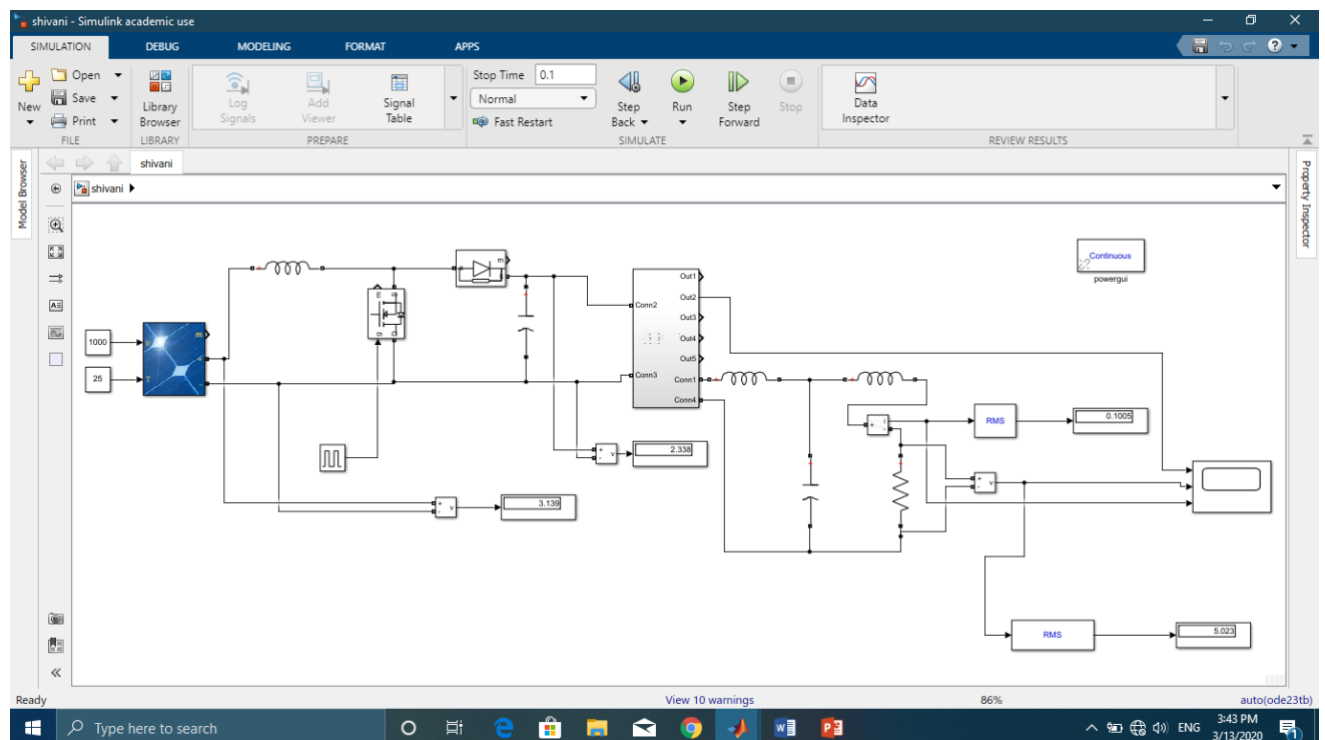 shivani - Simulink academic use
SIMULATION DEBUG MODELING FORMAT APPS
New
Open
Save
Print
FILE
Library
Browser
LIBRARY
Log
Signals
Add
Viewer
Signal
Table
PREPARE
Stop Time 0.1
Normal
Fast Restart
Step
Back
Run
Step
Forward
Stop
SIMULATE
Data
Inspector
REVIEW RESULTS
Model Browser
shivani
shivani
Property Inspector
Continuous
powergui
1000
25
Ir
T
m
+
-
m
Conn2
Conn3
Out1
Out2
Out3
Out4
Out5
Conn1
Conn4
RMS
0.1005
+
-
v
2.338
+
-
v
3.139
+
-
v
RMS
5.023
Ready
View 10 warnings
86%
auto(ode23tb)
Type here to search
ENG
3:43 PM
3/13/2020